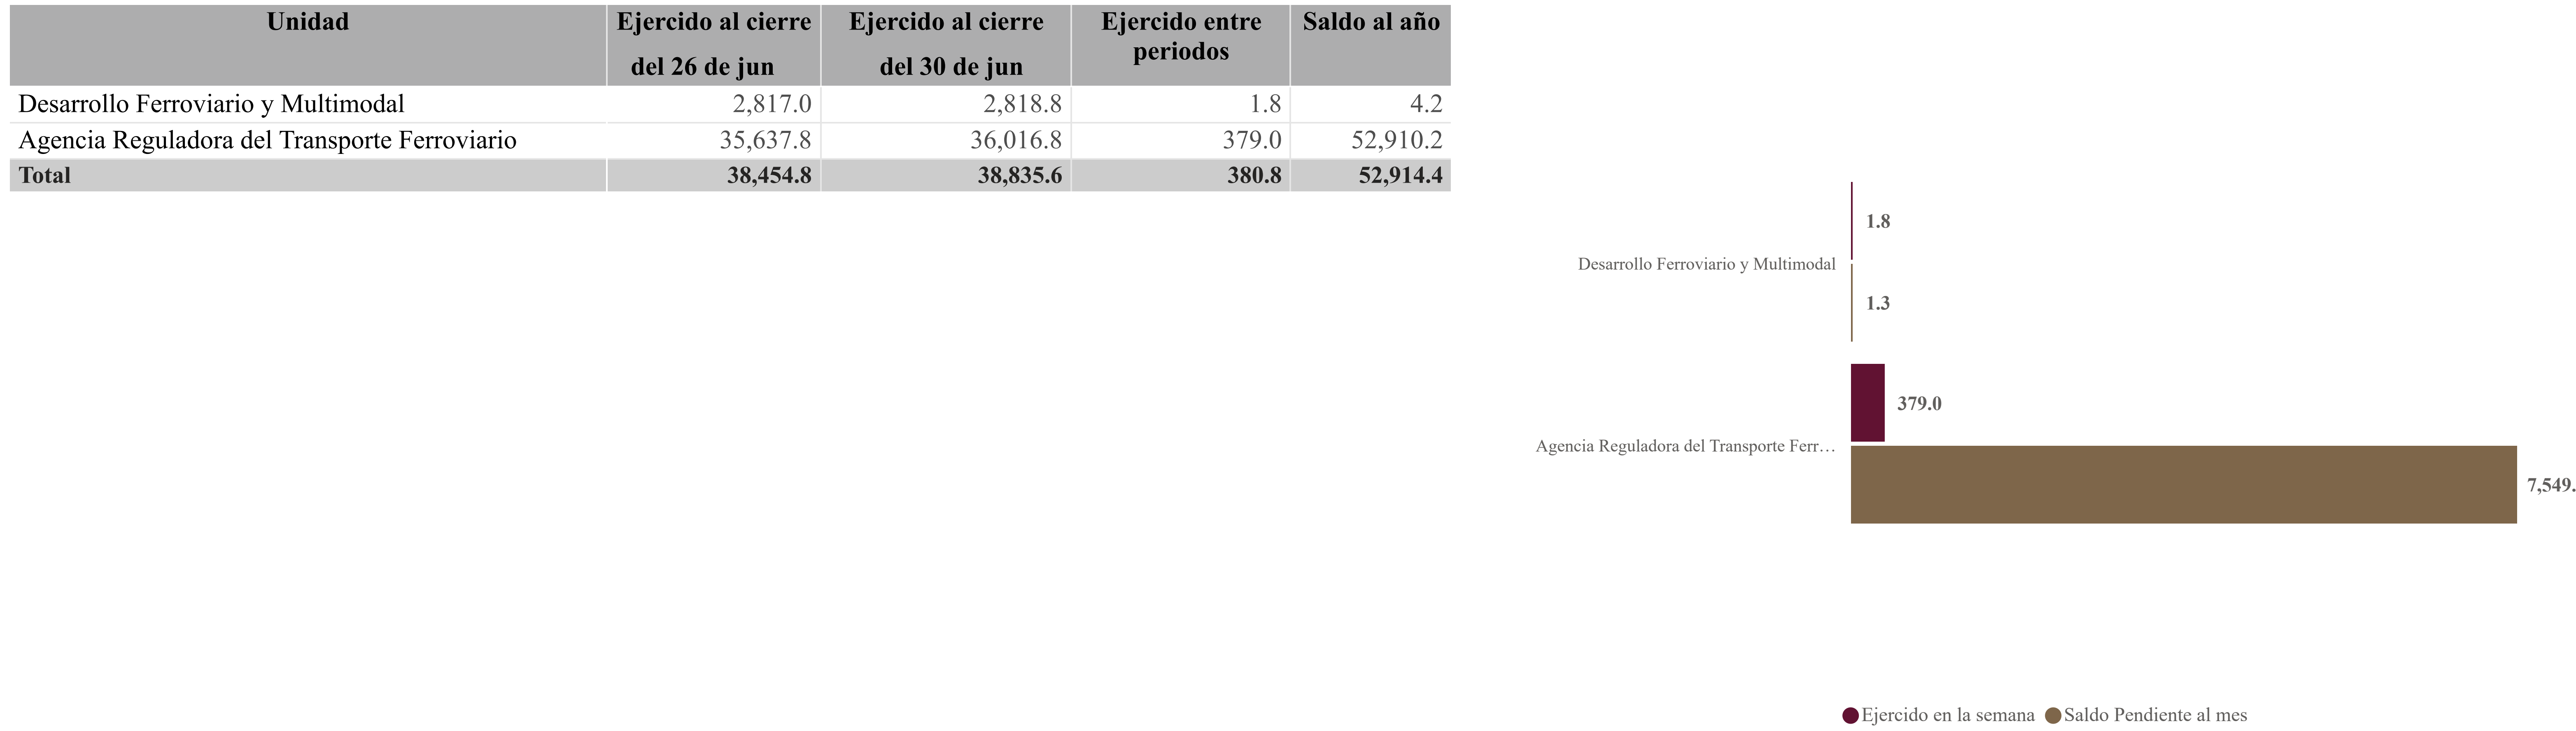 Unidad Ejercido al cierre del 26 de jun Ejercido al cierre del 30 de jun Ejercido entre periodos Saldo al año
Desarrollo Ferroviario y Multimodal 2,817.0 2,818.8 1.8 4.2
Agencia Reguladora del Transporte Ferroviario 35,637.8 36,016.8 379.0 52,910.2
Total 38,454.8 38,835.6 380.8 52,914.4
1.8
Desarrollo Ferroviario y Multimodal
1.3
379.0
Agencia Reguladora del Transporte Ferr…
7,549.
Ejercido en la semana Saldo Pendiente al mes